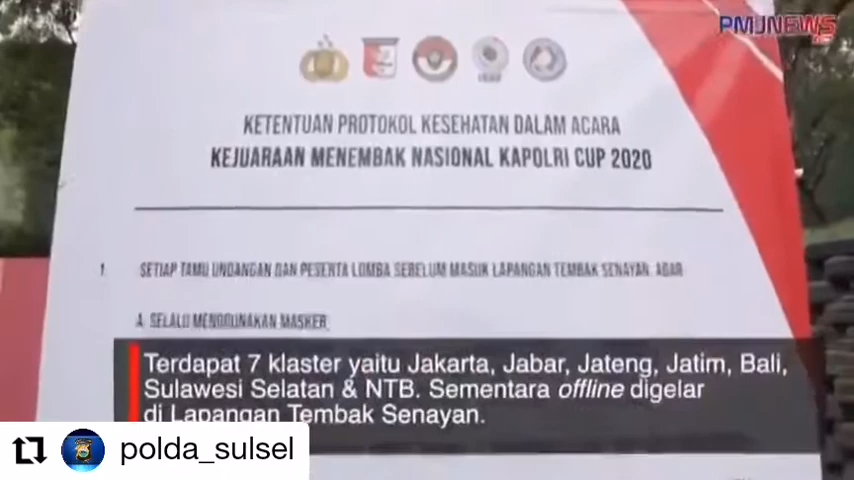 PMJNEWS
KETENTUAN PROTOKOL KESEHATAN DALAM ACARA
KEJUARAAN MENEMBAK NASIONAL KAPOLRI CUP 2020
1. SETIAP TAMU UNDANGAN DAN PESERTA LOMBA SEBELUM MASUK LAPANGAN TEMBAK SENAYAN, AGAR
A. SELALU MENGGUNAKAN MASKER
Terdapat 7 klaster yaitu Jakarta, Jabar, Jateng, Jatim, Bali,
Sulawesi Selatan & NTB. Sementara offline digelar
di Lapangan Tembak Senayan.
polda_sulsel